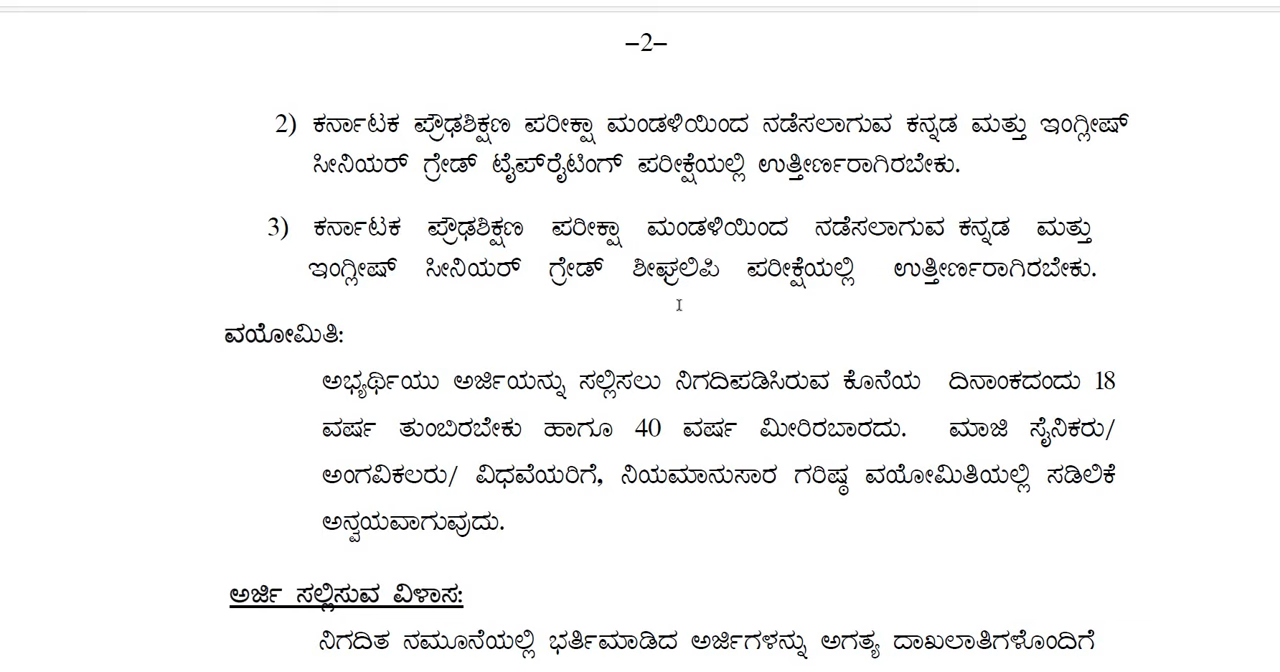 –2–
2) ಕರ್ನಾಟಕ ಪ್ರೌಢಶಿಕ್ಷಣ ಪರೀಕ್ಷಾ ಮಂಡಳಿಯಿಂದ ನಡೆಸಲಾಗುವ ಕನ್ನಡ ಮತ್ತು ಇಂಗ್ಲೀಷ್
ಸೀನಿಯರ್ ಗ್ರೇಡ್ ಟೈಪ್‌ರೈಟಿಂಗ್ ಪರೀಕ್ಷೆಯಲ್ಲಿ ಉತ್ತೀರ್ಣರಾಗಿರಬೇಕು.
3) ಕರ್ನಾಟಕ ಪ್ರೌಢಶಿಕ್ಷಣ ಪರೀಕ್ಷಾ ಮಂಡಳಿಯಿಂದ ನಡೆಸಲಾಗುವ ಕನ್ನಡ ಮತ್ತು
ಇಂಗ್ಲೀಷ್ ಸೀನಿಯರ್ ಗ್ರೇಡ್ ಶೀಘ್ರಲಿಪಿ ಪರೀಕ್ಷೆಯಲ್ಲಿ ಉತ್ತೀರ್ಣರಾಗಿರಬೇಕು.
ವಯೋಮಿತಿ:
ಅಭ್ಯರ್ಥಿಯು ಅರ್ಜಿಯನ್ನು ಸಲ್ಲಿಸಲು ನಿಗದಿಪಡಿಸಿರುವ ಕೊನೆಯ ದಿನಾಂಕದಂದು 18
ವರ್ಷ ತುಂಬಿರಬೇಕು ಹಾಗೂ 40 ವರ್ಷ ಮೀರಿರಬಾರದು. ಮಾಜಿ ಸೈನಿಕರು/
ಅಂಗವಿಕಲರು/ ವಿಧವೆಯರಿಗೆ, ನಿಯಮಾನುಸಾರ ಗರಿಷ್ಠ ವಯೋಮಿತಿಯಲ್ಲಿ ಸಡಿಲಿಕೆ
ಅನ್ವಯವಾಗುವುದು.
ಅರ್ಜಿ ಸಲ್ಲಿಸುವ ವಿಳಾಸ:
ನಿಗದಿತ ನಮೂನೆಯಲ್ಲಿ ಭರ್ತಿಮಾಡಿದ ಅರ್ಜಿಗಳನ್ನು ಅಗತ್ಯ ದಾಖಲಾತಿಗಳೊಂದಿಗೆ